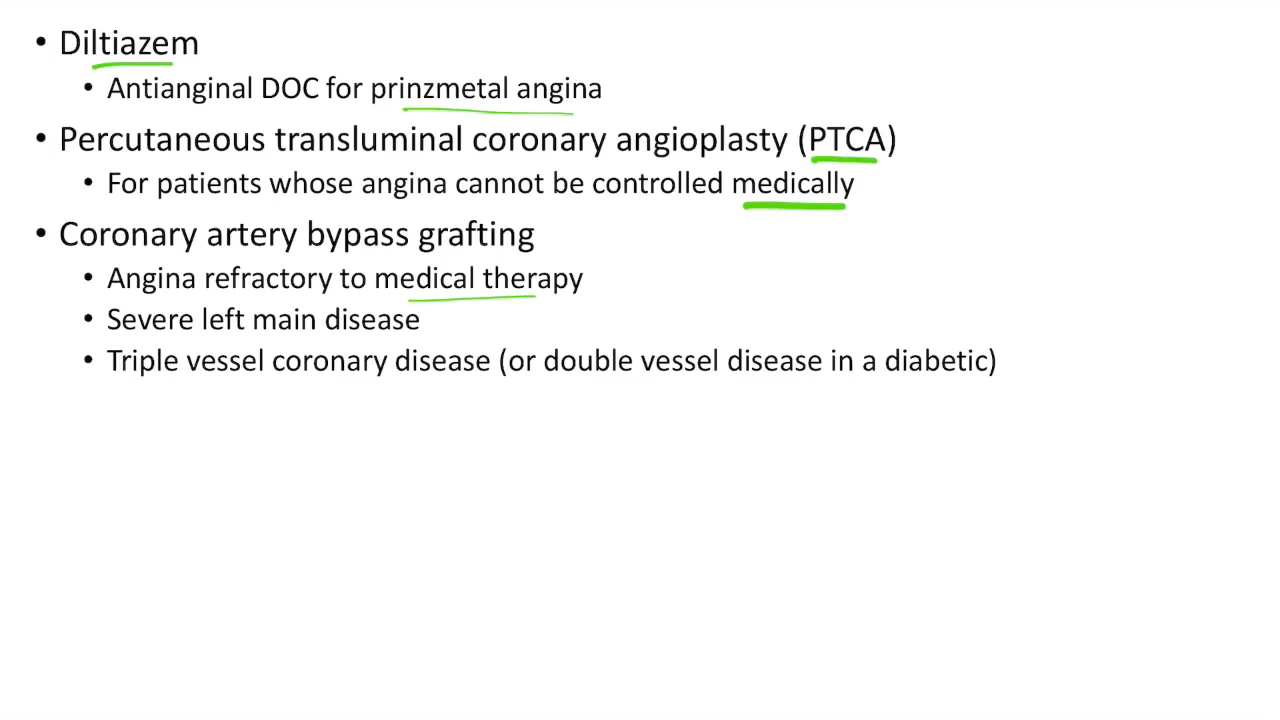 • Diltiazem
• Antianginal DOC for prinzmetal angina
• Percutaneous transluminal coronary angioplasty (PTCA)
• For patients whose angina cannot be controlled medically
• Coronary artery bypass grafting
• Angina refractory to medical therapy
• Severe left main disease
• Triple vessel coronary disease (or double vessel disease in a diabetic)